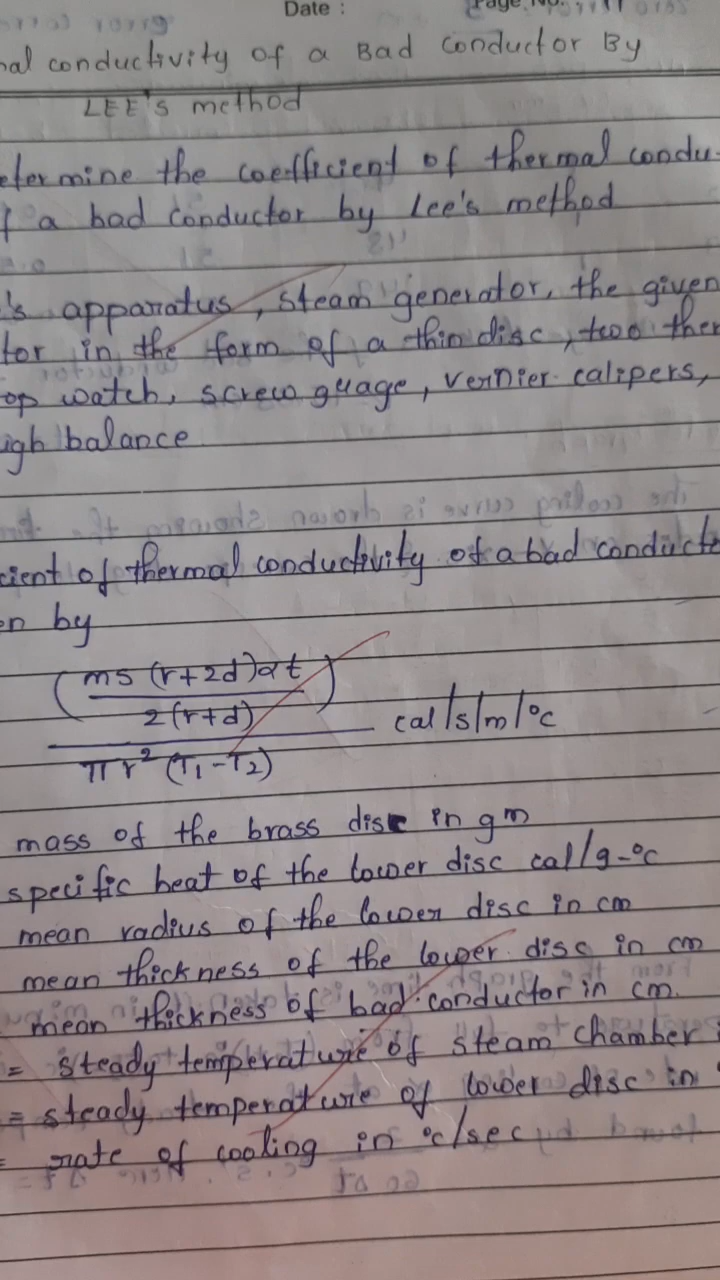 Date :
Page No.
nal conductivity of a Bad conductor By
LEE's method
etermine the coefficient of thermal condu-
f a bad conductor by Lee's method
's apparatus, steam generator, the given
tor in the form of a thin disc, two ther
op watch, screw guage, vernier calipers,
igh balance
cient of thermal conductivity of a bad conducto
en by
(ms (r+2d)αt / 2(r+d)) / πr² (T₁-T₂) cal/s/m/°c
mass of the brass disc in gm
specific heat of the lower disc cal/g-°c
mean radius of the lower disc in cm
mean thickness of the lower disc in cm
mean thickness of bad conductor in cm.
= steady temperature of steam chamber i
= steady temperature of lower disc in °
= rate of cooling in °c/sec